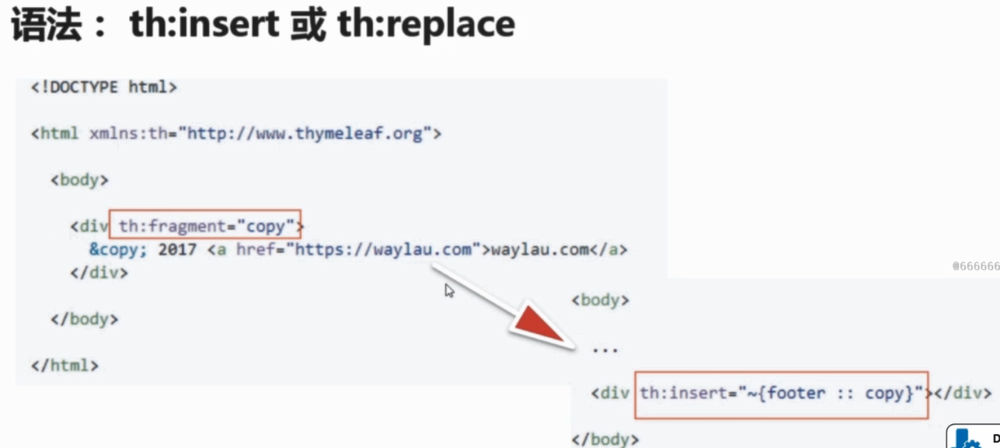 语法： th:insert 或 th:replace
<!DOCTYPE html>
<html xmlns:th="http://www.thymeleaf.org">
<body>
<div th:fragment="copy">
&copy; 2017 <a href="https://waylau.com">waylau.com</a>
</div>
</body>
</html>
@666666
<body>
...
<div th:insert="~{footer :: copy}"></div>
</body>